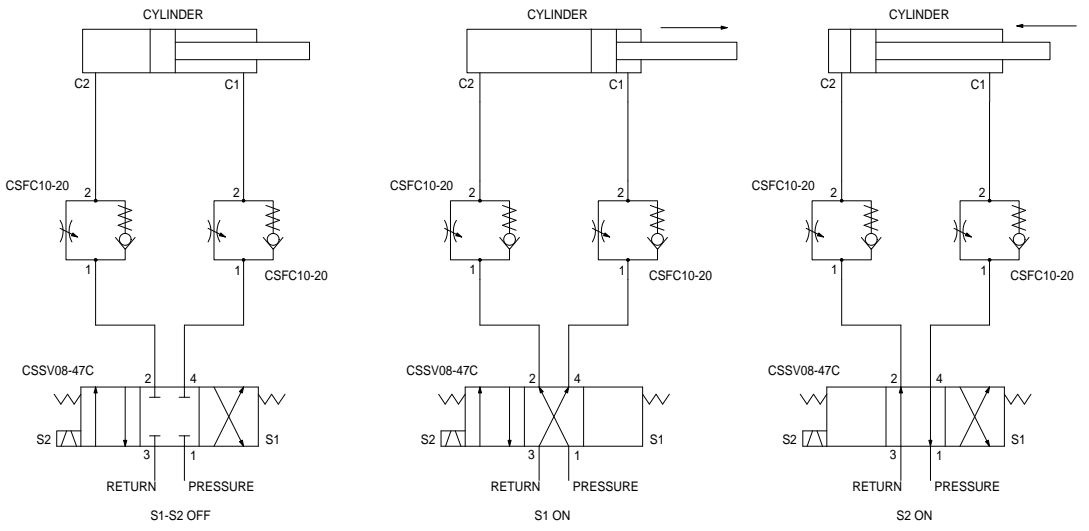 CYLINDER
C2 C1
CSFC10-20
2 2
1 1
CSFC10-20
CSSV08-47C
2 4
S2 S1
3 1
RETURN PRESSURE
S1-S2 OFF
CYLINDER
C2 C1
CSFC10-20
2 2
1 1
CSFC10-20
CSSV08-47C
2 4
S2 S1
3 1
RETURN PRESSURE
S1 ON
CYLINDER
C2 C1
CSFC10-20
2 2
1 1
CSFC10-20
CSSV08-47C
2 4
S2 S1
3 1
RETURN PRESSURE
S2 ON